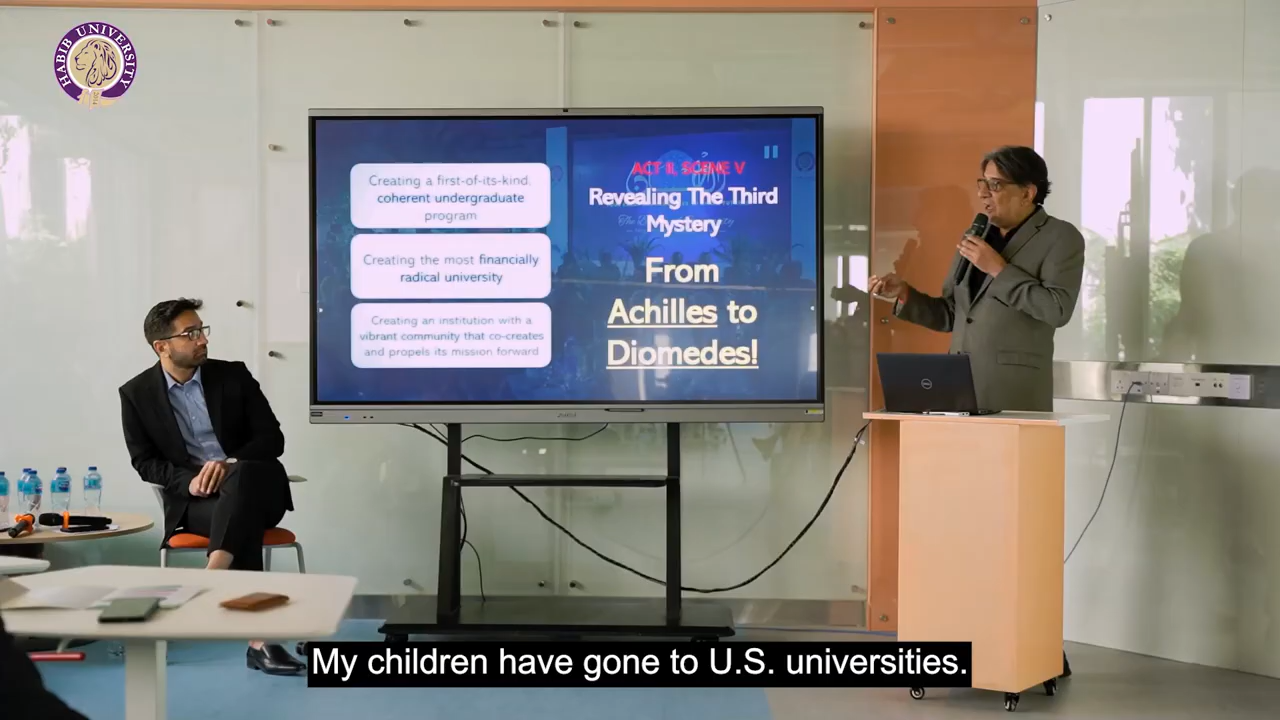 HABIB UNIVERSITY
Creating a first-of-its-kind,
coherent undergraduate
program
Creating the most financially
radical university
Creating an institution with a
vibrant community that co-creates
and propels its mission forward
ACT II, SCENE V
Revealing The Third
Mystery
From
Achilles to
Diomedes!
DELL
My children have gone to U.S. universities.